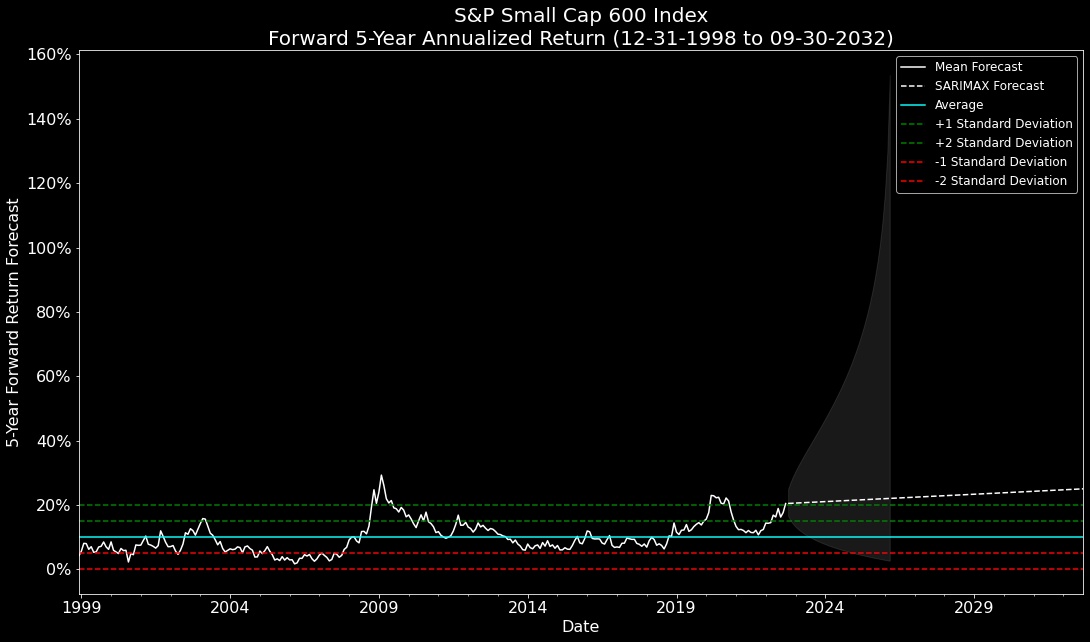 S&P Small Cap 600 Index
Forward 5-Year Annualized Return (12-31-1998 to 09-30-2032)
160%
140%
120%
100%
80%
60%
40%
20%
0%
5-Year Forward Return Forecast
Mean Forecast
SARIMAX Forecast
Average
+1 Standard Deviation
+2 Standard Deviation
-1 Standard Deviation
-2 Standard Deviation
1999 2004 2009 2014 2019 2024 2029
Date